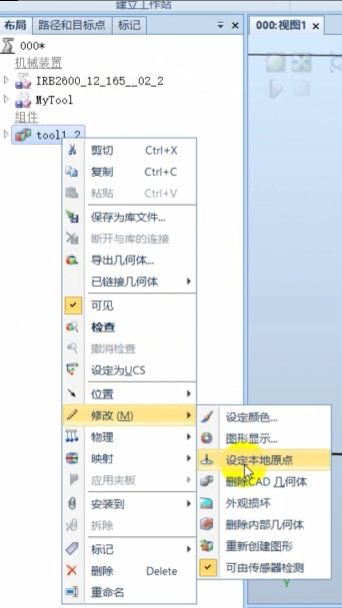 建立工作站
布局 路径和目标点 标记
000:视图1
000*
机械装置
IRB2600_12_165__02_2
MyTool
组件
tool1_2
剪切 Ctrl+X
复制 Ctrl+C
粘贴 Ctrl+V
保存为库文件...
断开与库的连接
导出几何体...
已链接几何体
可见
检查
撤消检查
设定为UCS
位置
修改 (M)
设定颜色...
物理
图形显示...
映射
设定本地原点
应用夹板
删除CAD 几何体
安装到
外观损坏
拆除
删除内部几何体
标记
重新创建图形
删除 Delete
可由传感器检测
重命名
Y